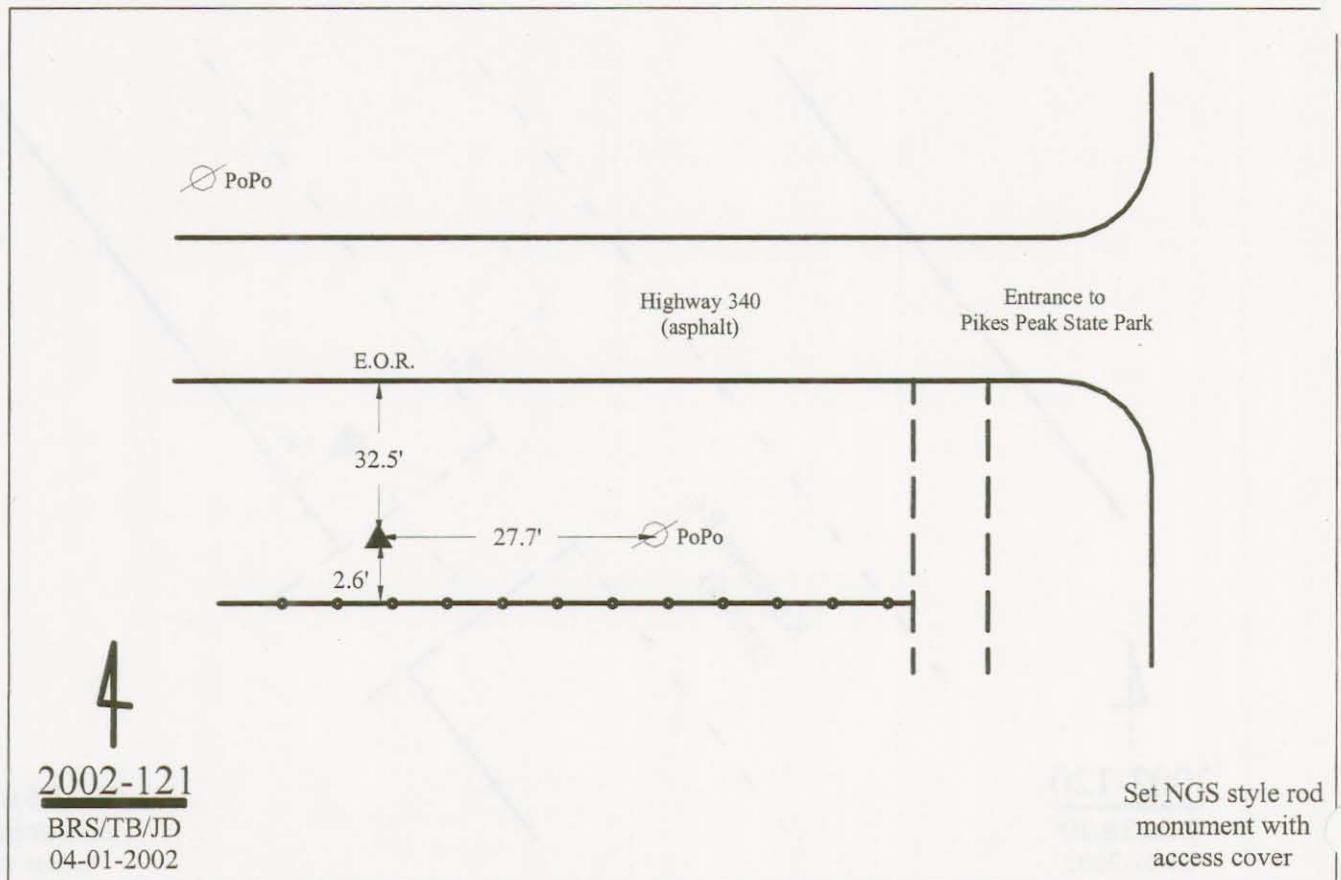 PoPo
Highway 340
(asphalt)
Entrance to
Pikes Peak State Park
E.O.R.
32.5'
27.7'
PoPo
2.6'
2002-121
BRS/TB/JD
04-01-2002
Set NGS style rod
monument with
access cover